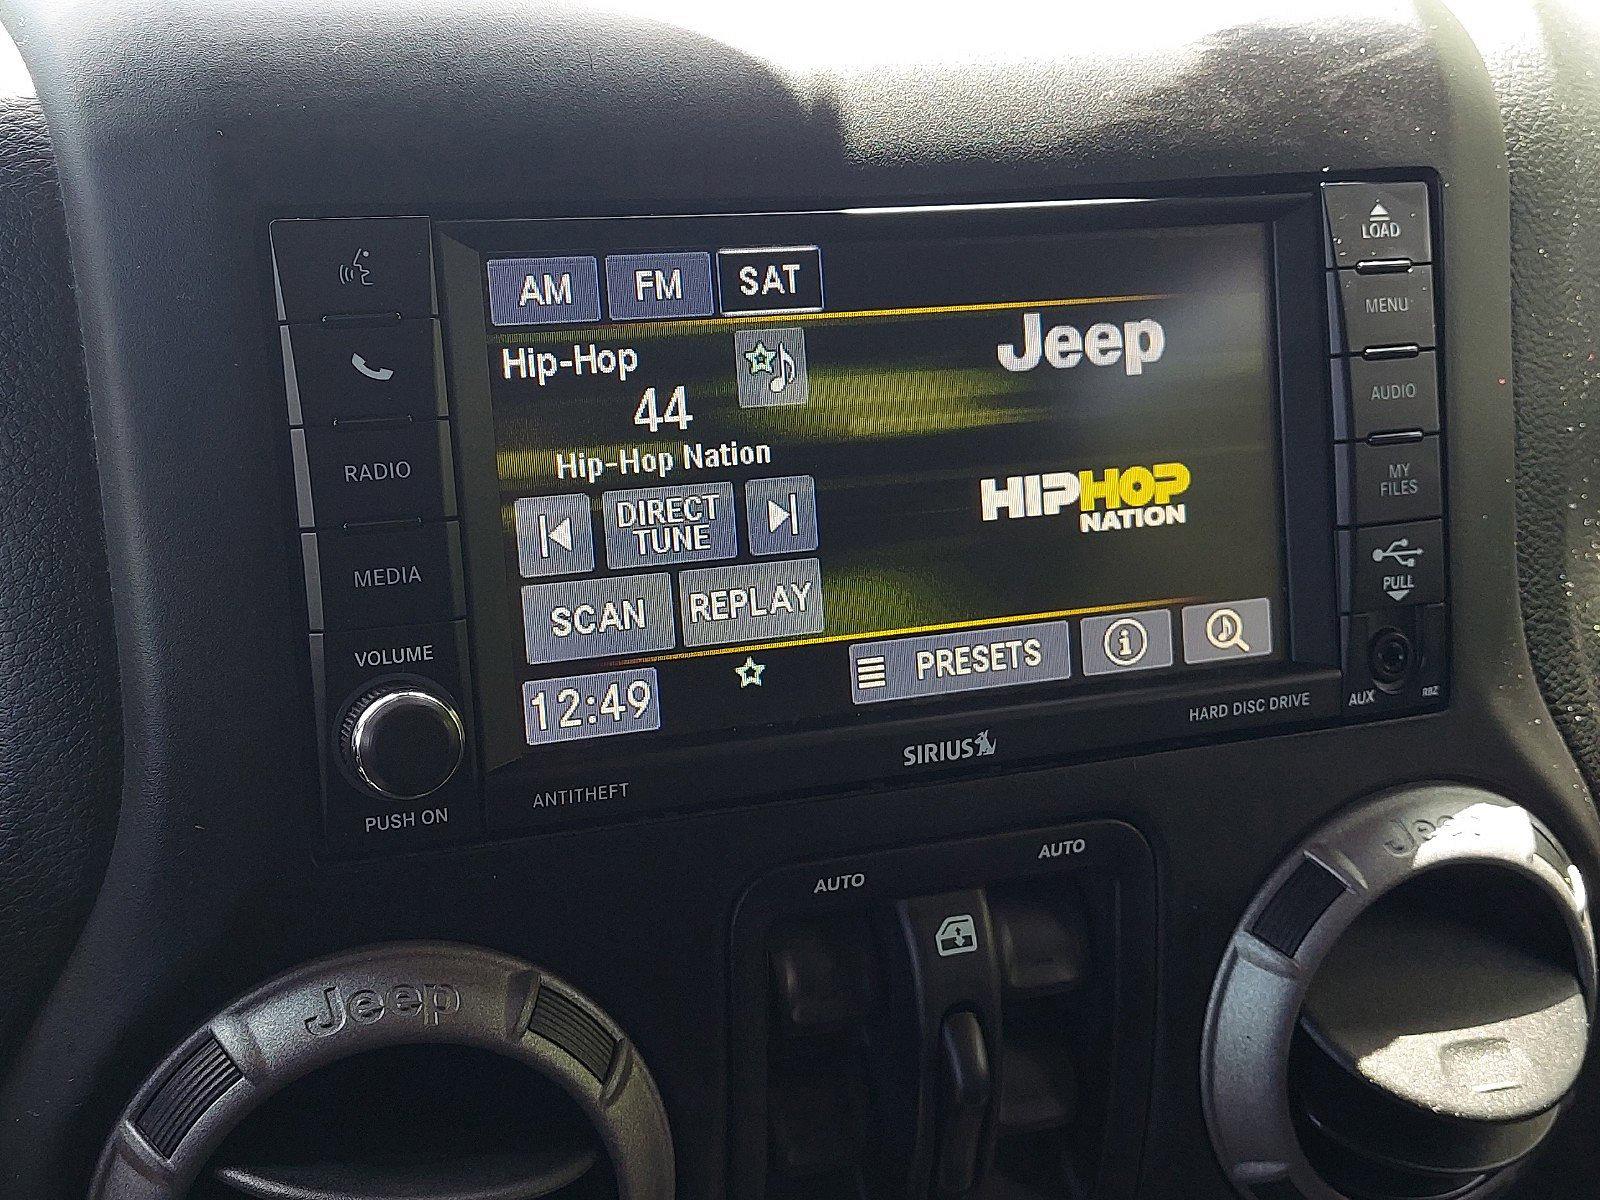 LOAD
MENU
AUDIO
MY
FILES
PULL
AUX
RBZ
RADIO
MEDIA
VOLUME
PUSH ON
AM
FM
SAT
Hip-Hop
44
Hip-Hop Nation
DIRECT
TUNE
SCAN
REPLAY
12:49
Jeep
HIPHOP
NATION
PRESETS
i
HARD DISC DRIVE
SIRIUS
ANTITHEFT
AUTO
AUTO
Jeep
Jeep